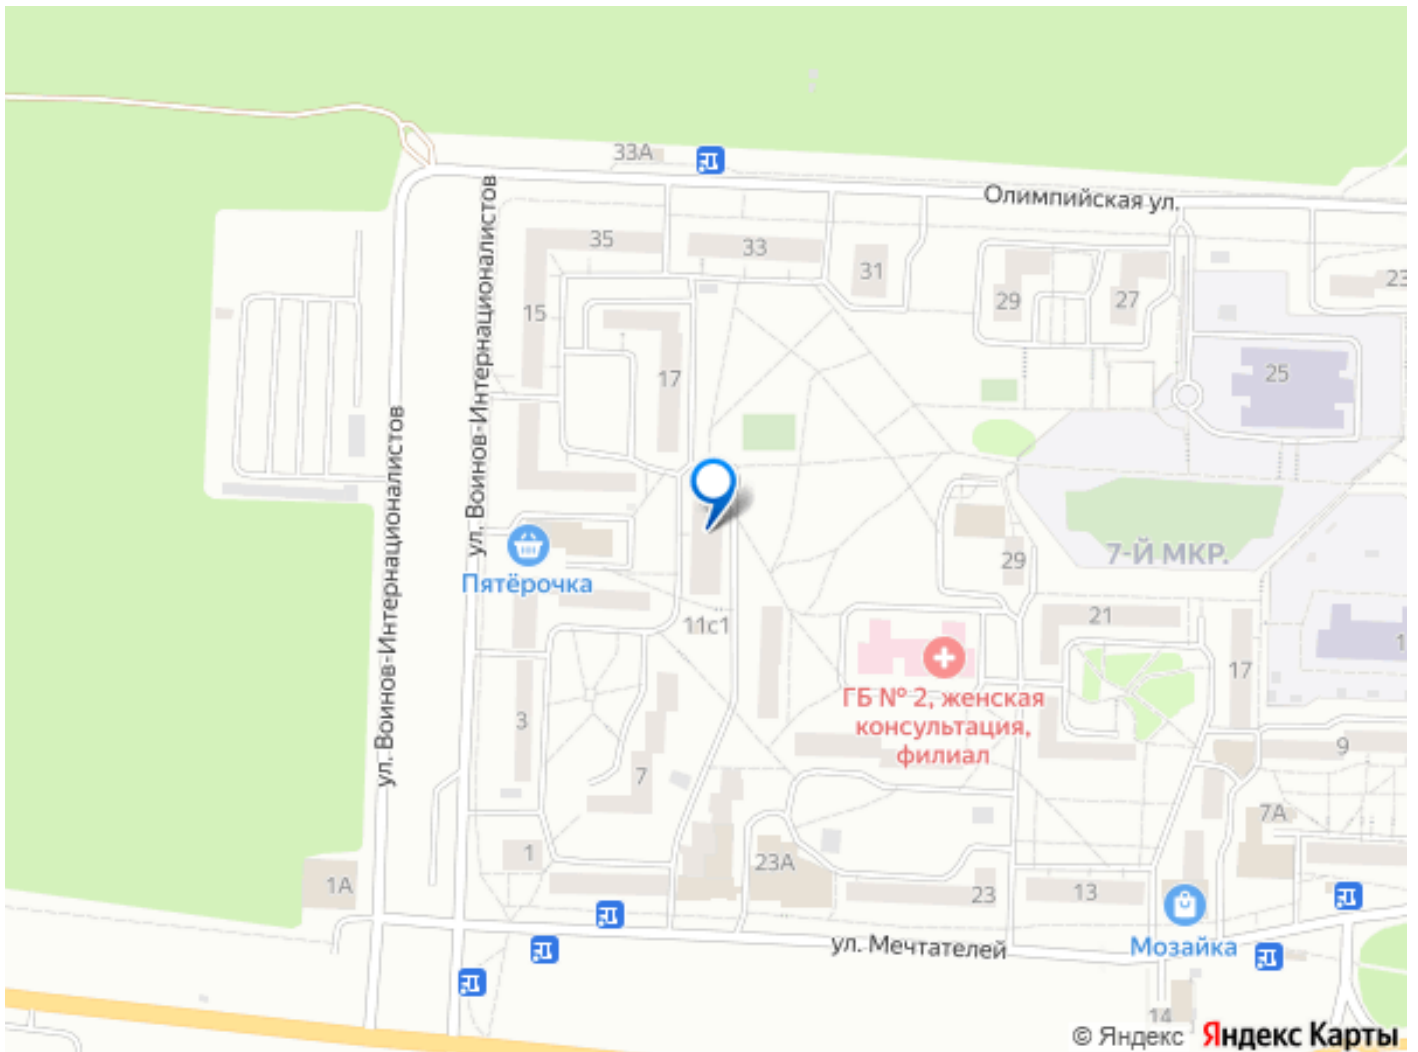 33А
Олимпийская ул.
35
33
31
29
27
23
15
17
25
ул. Воинов-Интернационалистов
ул. Воинов-Интернационалистов
Пятёрочка
29
7-Й МКР.
11с1
21
17
1
ГБ № 2, женская
консультация,
филиал
3
7
9
7А
1
23А
1А
23
13
ул. Мечтателей
Мозайка
14
© Яндекс Яндекс Карты